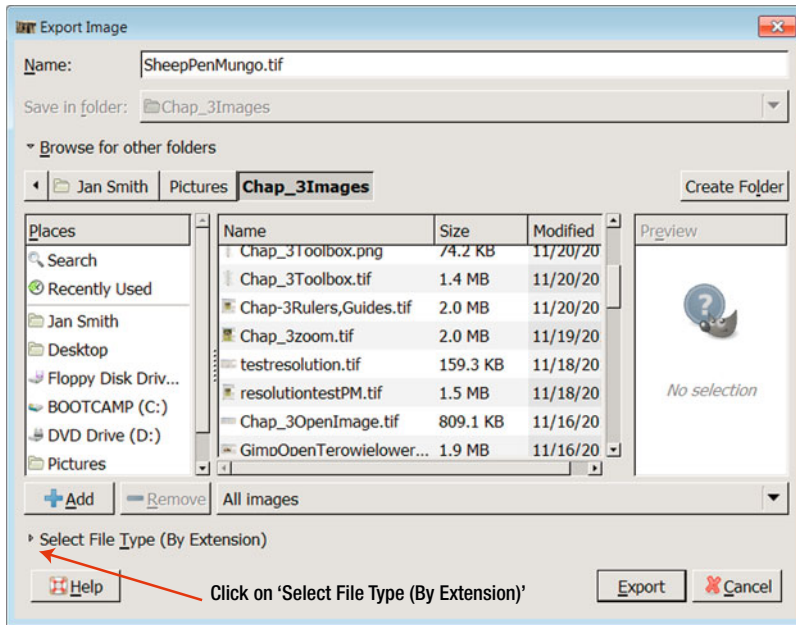 Export Image
Name: SheepPenMungo.tif
Save in folder: Chap_3Images
Browse for other folders
Jan Smith Pictures Chap_3Images Create Folder
Places
Search
Recently Used
Jan Smith
Desktop
Floppy Disk Driv...
BOOTCAMP (C:)
DVD Drive (D:)
Pictures
Name Size Modified
Chap_3Toolbox.png 74.2 KB 11/20/20
Chap_3Toolbox.tif 1.4 MB 11/20/20
Chap-3Rulers,Guides.tif 2.0 MB 11/20/20
Chap_3zoom.tif 2.0 MB 11/19/20
testresolution.tif 159.3 KB 11/18/20
resolutiontestPM.tif 1.5 MB 11/18/20
Chap_3OpenImage.tif 809.1 KB 11/16/20
GimpOpenTerowielower... 1.9 MB 11/16/20
Preview
No selection
Add Remove All images
Select File Type (By Extension)
Help Click on ‘Select File Type (By Extension)’ Export Cancel